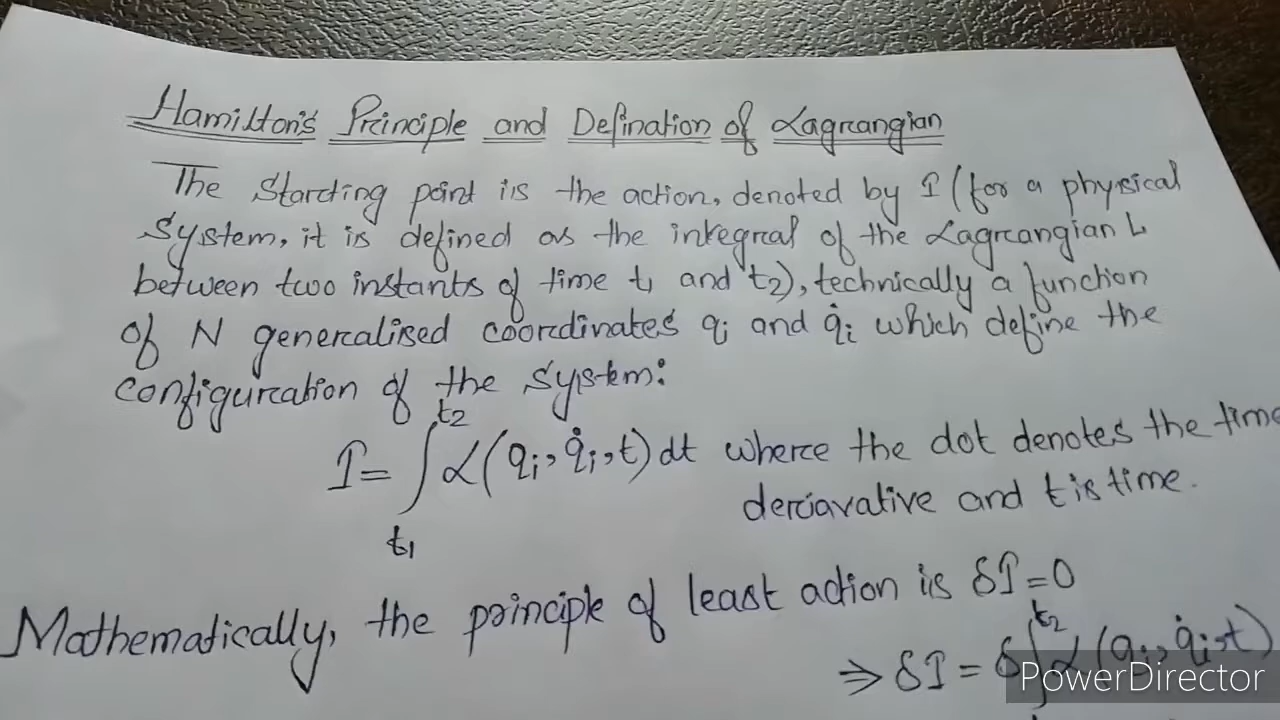 Hamilton's Principle and Defination of Lagrangian
The Starting point is the action, denoted by I (for a physical
System, it is defined as the integral of the Lagrangian L
between two instants of time t1 and t2), technically a function
of N generalised coordinates qi and q̇i which define the
configuration of the system:
I = ∫_{t1}^{t2} L(qi, q̇i, t) dt where the dot denotes the time
deriavative and t is time.
Mathematically, the principle of least action is δI = 0
⇒ δI = δ∫^{t2} L(qi, q̇i, t)
PowerDirector